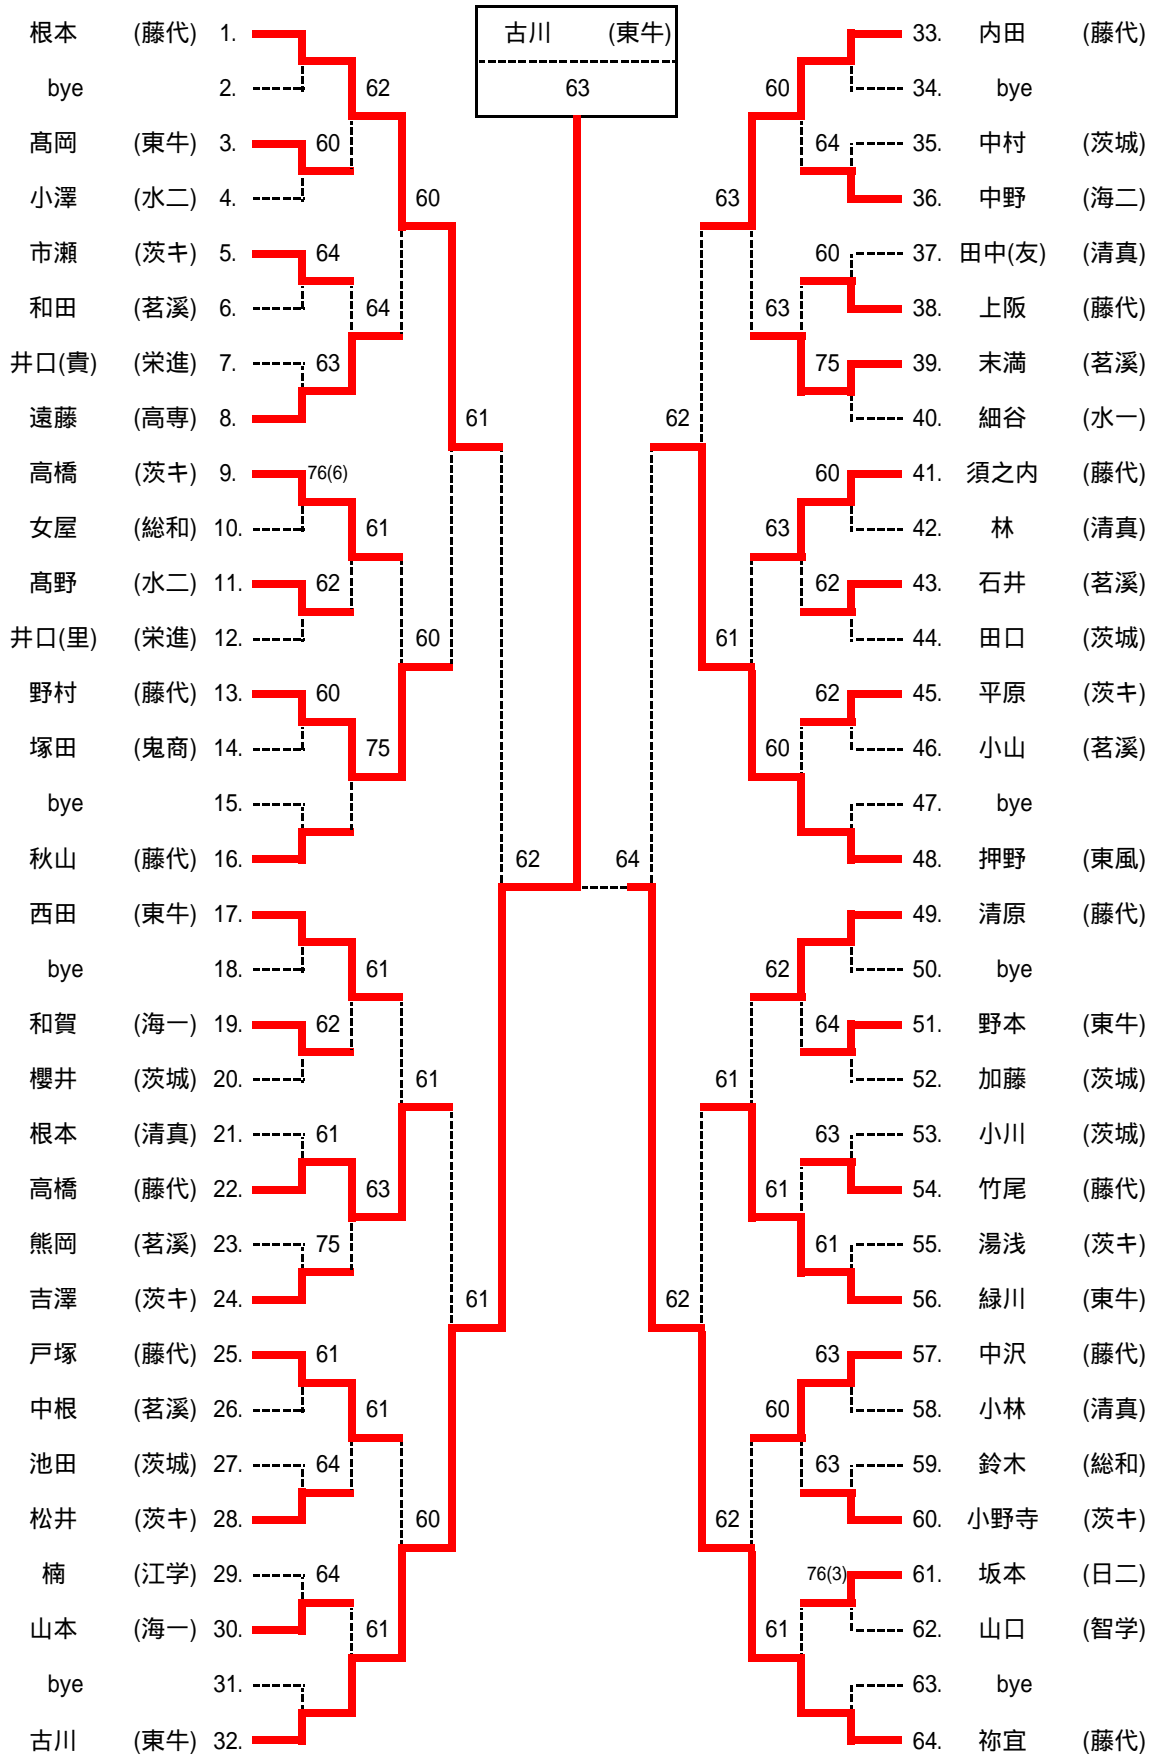 古川 (東牛)
63
根本 (藤代) 1.
bye 2.
62
髙岡 (東牛) 3.
60
小澤 (水二) 4.
60
市瀬 (茨キ) 5.
64
和田 (茗溪) 6.
64
井口(貴) (栄進) 7.
63
遠藤 (高専) 8.
61
高橋 (茨キ) 9.
76(6)
女屋 (総和) 10.
61
髙野 (水二) 11.
62
井口(里) (栄進) 12.
60
野村 (藤代) 13.
60
塚田 (鬼商) 14.
75
bye 15.
秋山 (藤代) 16.
62
西田 (東牛) 17.
bye 18.
61
和賀 (海一) 19.
62
櫻井 (茨城) 20.
61
根本 (清真) 21.
61
高橋 (藤代) 22.
63
熊岡 (茗溪) 23.
75
吉澤 (茨キ) 24.
61
戸塚 (藤代) 25.
61
中根 (茗溪) 26.
61
池田 (茨城) 27.
64
松井 (茨キ) 28.
60
楠 (江学) 29.
64
山本 (海一) 30.
61
bye 31.
古川 (東牛) 32.
33. 内田 (藤代)
60
34. bye
64
35. 中村 (茨城)
63
36. 中野 (海二)
60
37. 田中(友) (清真)
63
38. 上阪 (藤代)
75
39. 末満 (茗溪)
62
40. 細谷 (水一)
60
41. 須之内 (藤代)
63
42. 林 (清真)
62
43. 石井 (茗溪)
61
44. 田口 (茨城)
62
45. 平原 (茨キ)
60
46. 小山 (茗溪)
47. bye
64
48. 押野 (東風)
49. 清原 (藤代)
62
50. bye
64
51. 野本 (東牛)
61
52. 加藤 (茨城)
63
53. 小川 (茨城)
61
54. 竹尾 (藤代)
61
55. 湯浅 (茨キ)
62
56. 緑川 (東牛)
63
57. 中沢 (藤代)
60
58. 小林 (清真)
63
59. 鈴木 (総和)
62
60. 小野寺 (茨キ)
76(3)
61. 坂本 (日二)
61
62. 山口 (智学)
63. bye
64. 祢宜 (藤代)